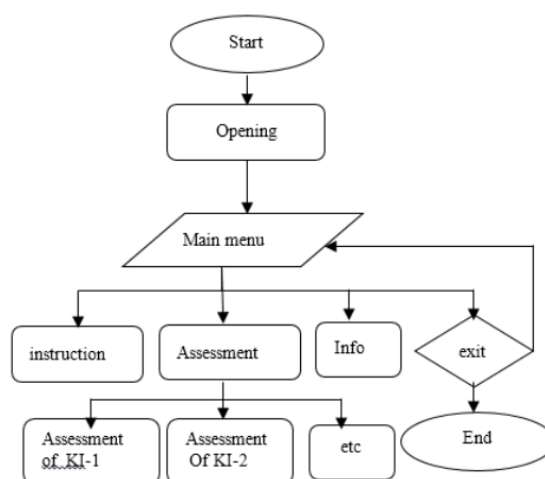 Start
Opening
Main menu
instruction
Assessment
Info
exit
Assessment
of KI-1
Assessment
Of KI-2
etc
End